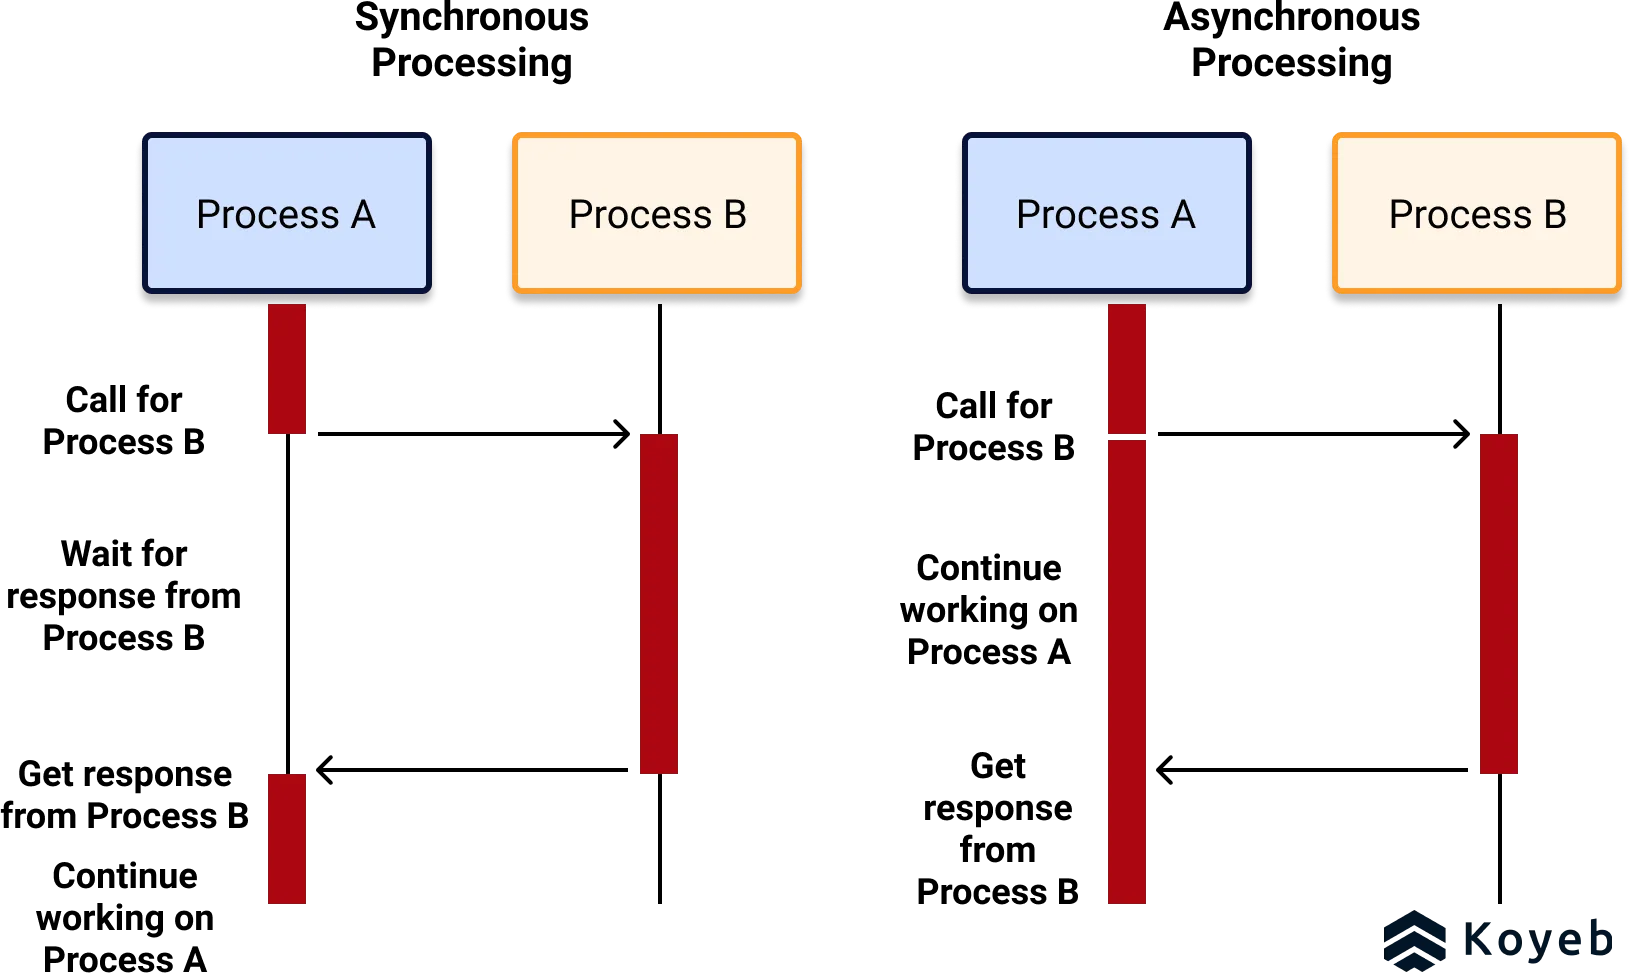 Synchronous
Processing
Process A
Process B
Call for
Process B
Wait for
response from
Process B
Get response
from Process B
Continue
working on
Process A
Asynchronous
Processing
Process A
Process B
Call for
Process B
Continue
working on
Process A
Get
response
from
Process B
Koyeb